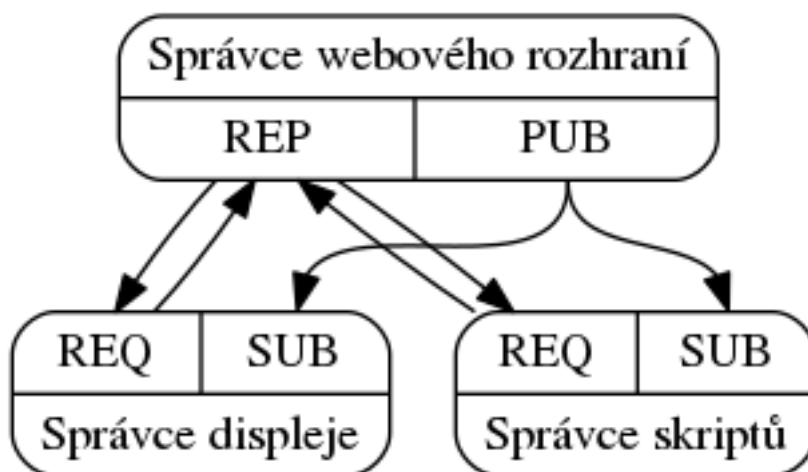 Správce webového rozhraní
REP PUB
REQ SUB REQ SUB
Správce displeje Správce skriptů